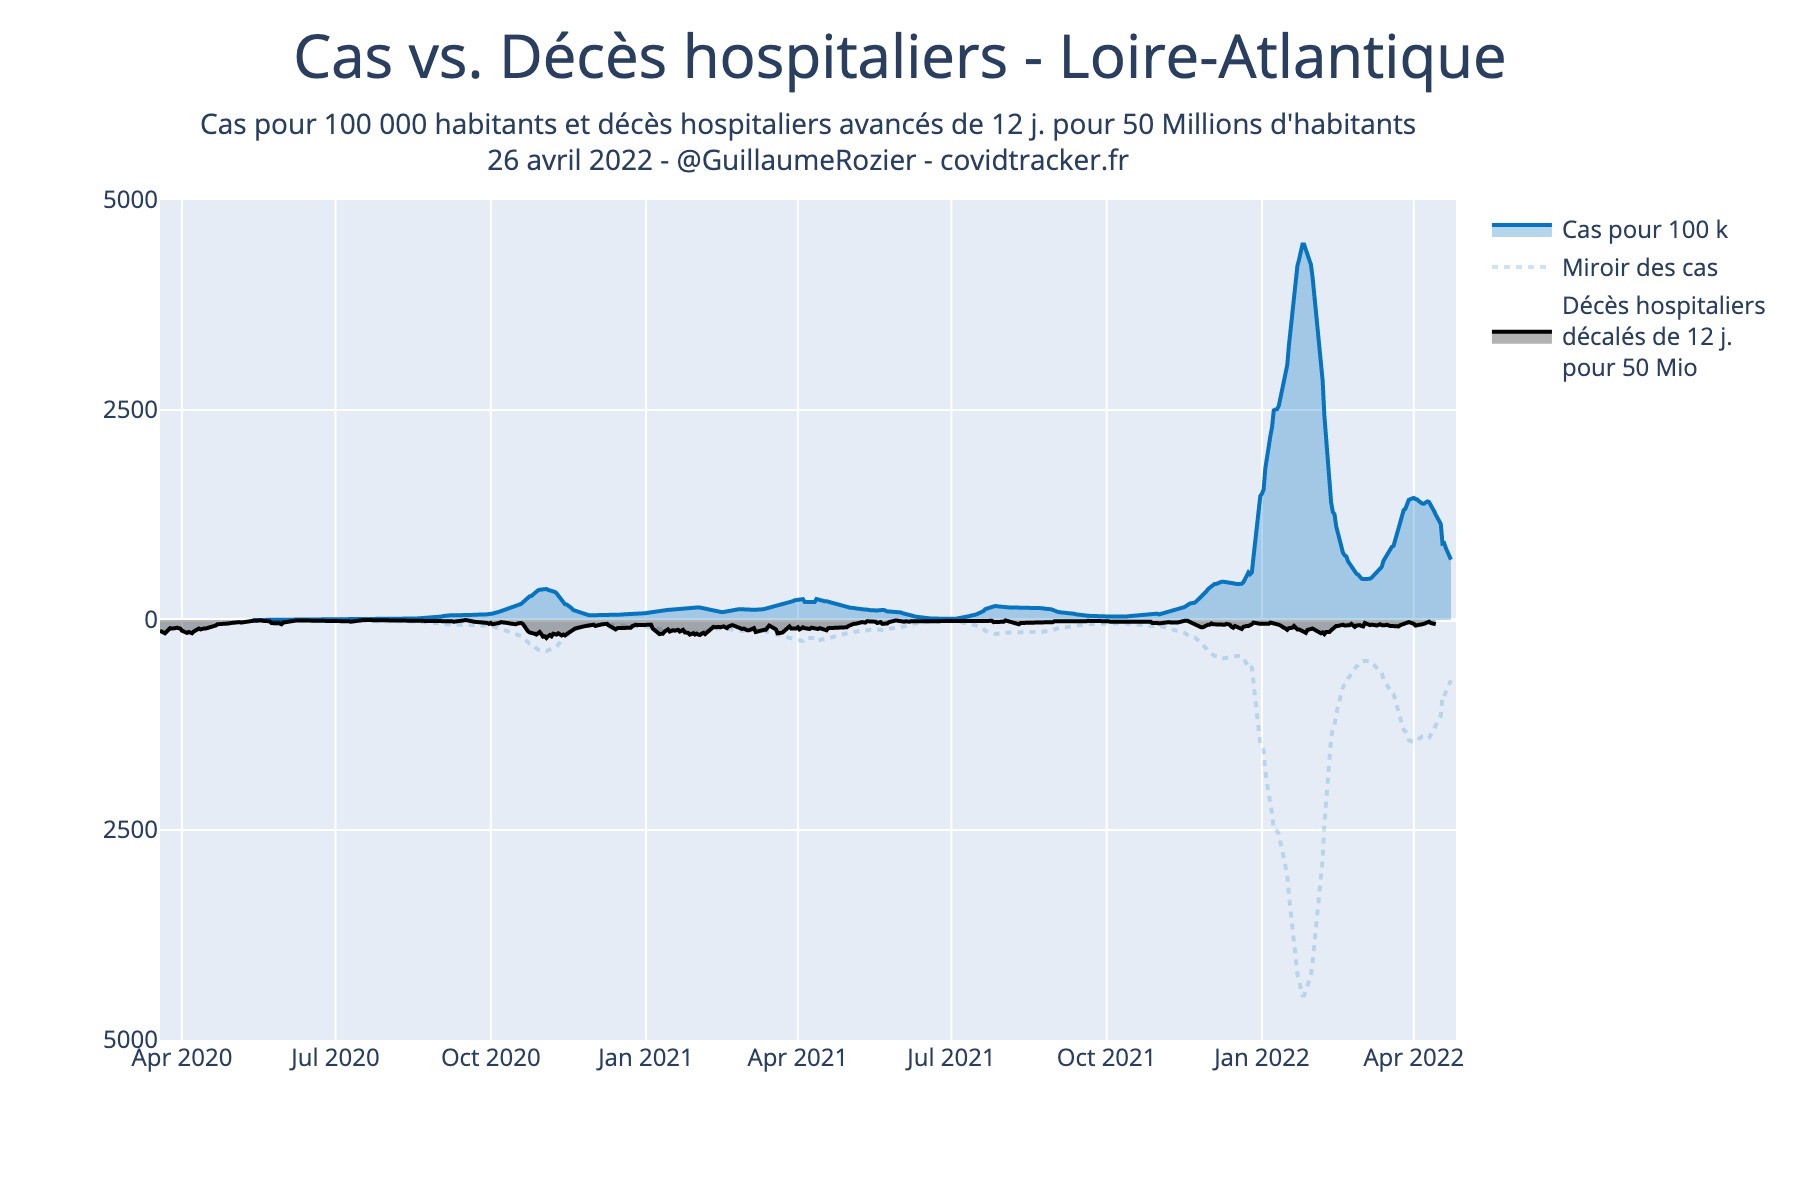 Cas vs. Décès hospitaliers - Loire-Atlantique
Cas pour 100 000 habitants et décès hospitaliers avancés de 12 j. pour 50 Millions d'habitants
26 avril 2022 - @GuillaumeRozier - covidtracker.fr
5000
2500
0
2500
5000
Apr 2020
Jul 2020
Oct 2020
Jan 2021
Apr 2021
Jul 2021
Oct 2021
Jan 2022
Apr 2022
Cas pour 100 k
Miroir des cas
Décès hospitaliers
décalés de 12 j.
pour 50 Mio